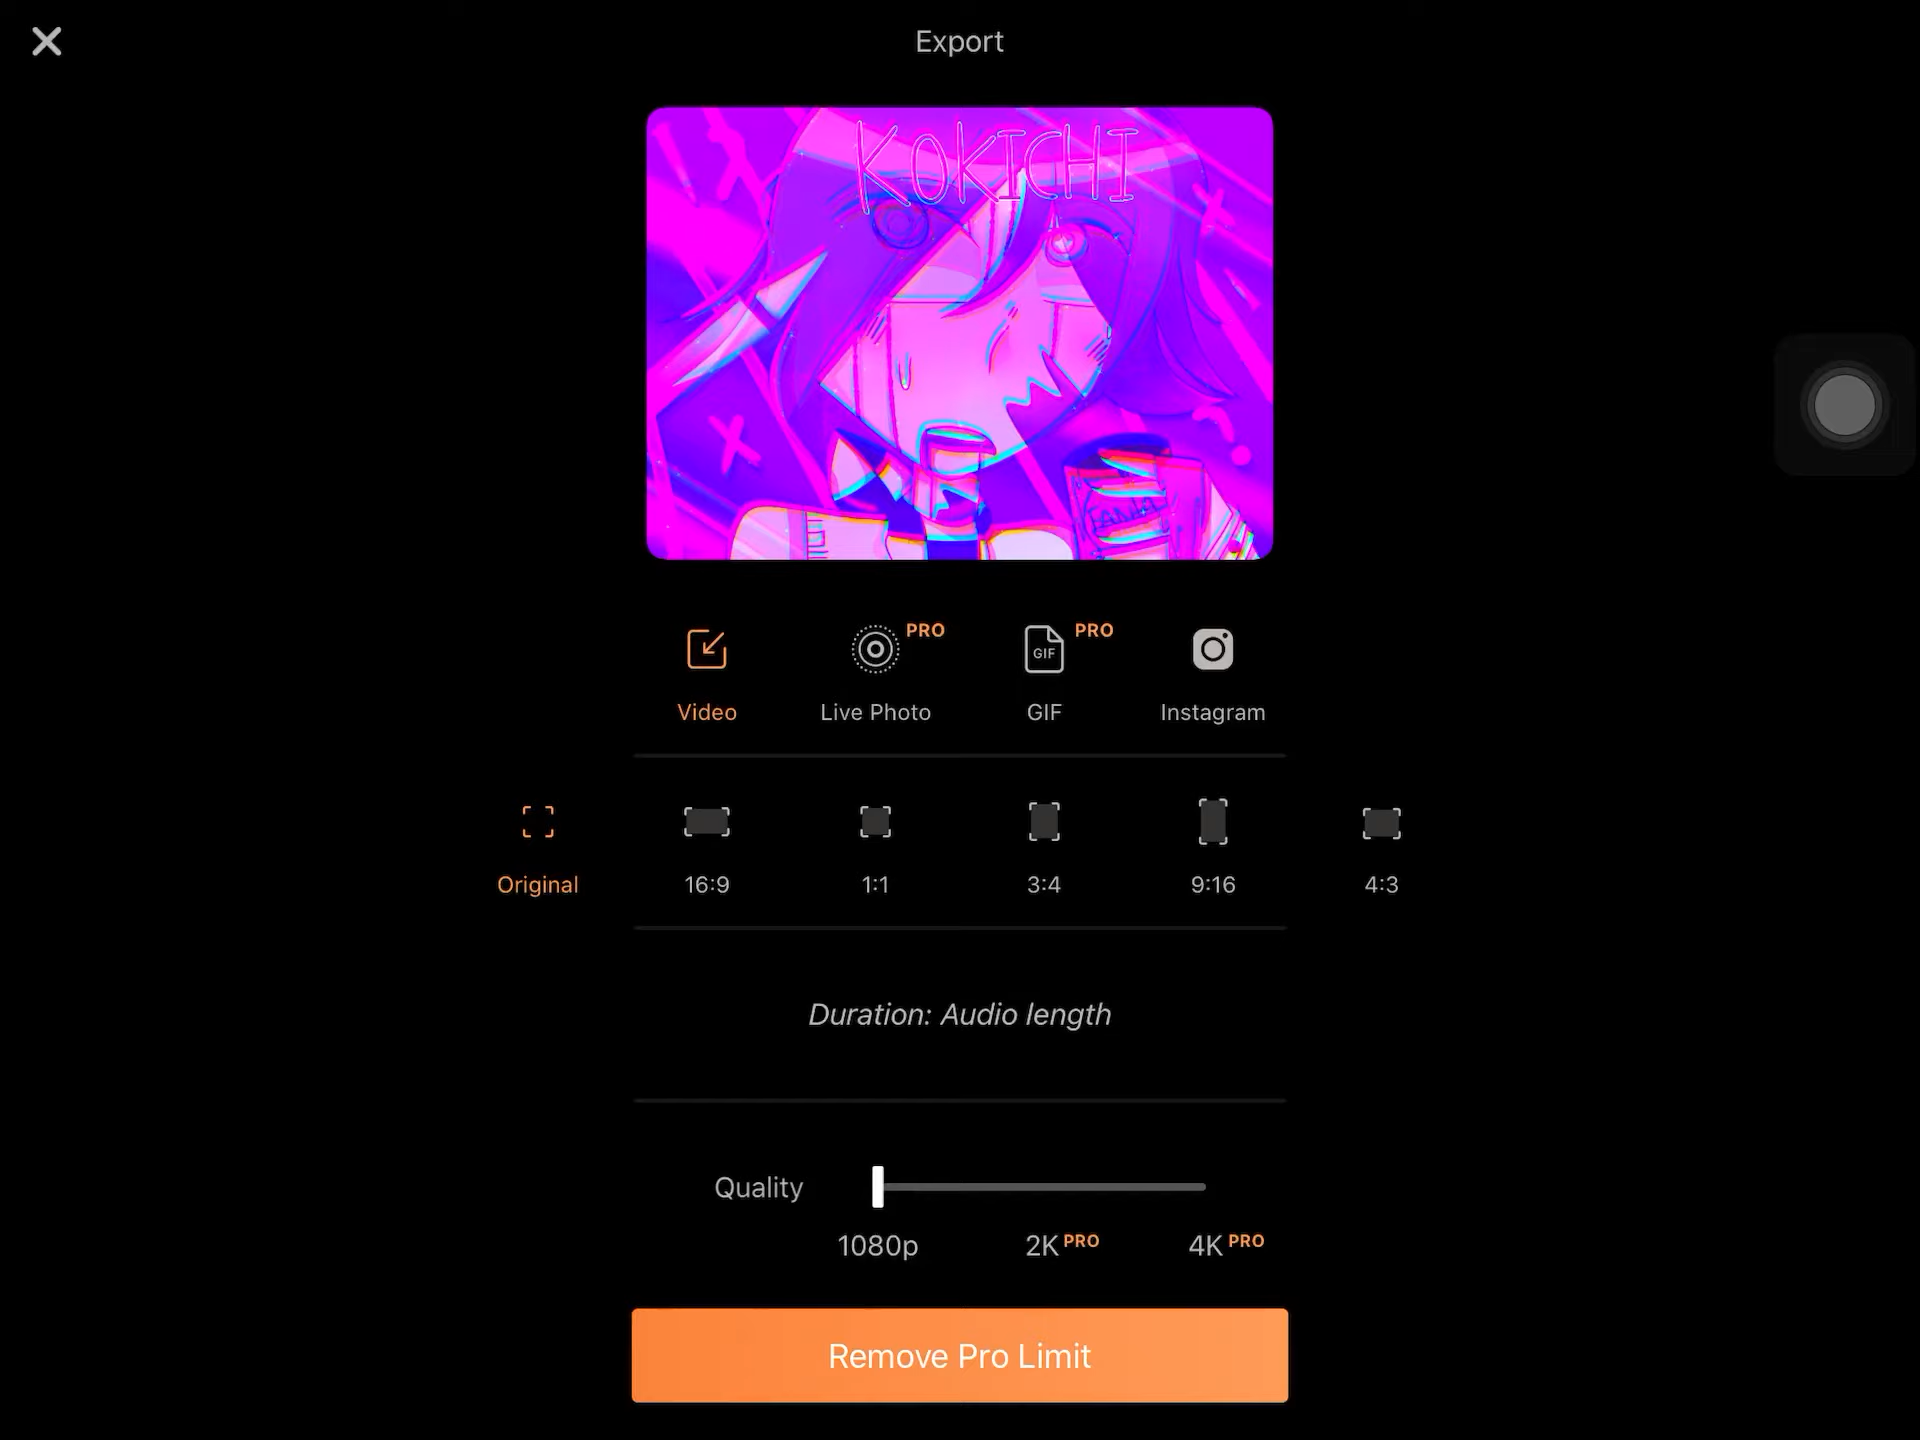 Export
KOKICHI
PRO
PRO
GIF
Video
Live Photo
GIF
Instagram
Original
16:9
1:1
3:4
9:16
4:3
Duration: Audio length
Quality
1080p
2K PRO
4K PRO
Remove Pro Limit